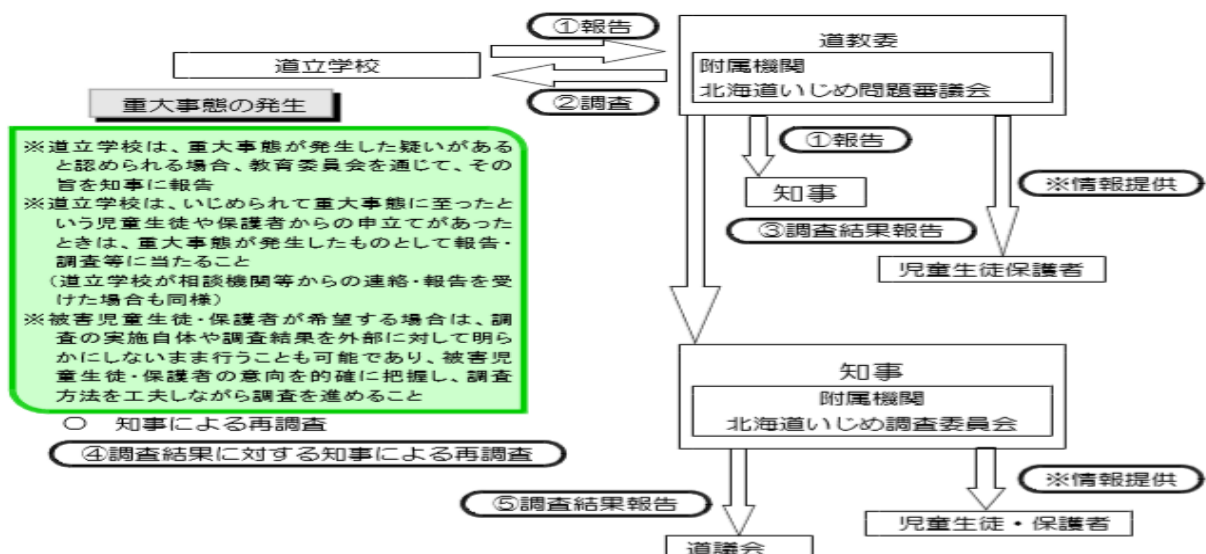 ①報告
道教委
附属機関
北海道いじめ問題審議会
道立学校
②調査
重大事態の発生
※道立学校は、重大事態が発生した疑いがある
と認められる場合、教育委員会を通じて、その
旨を知事に報告
※道立学校は、いじめられて重大事態に至ったと
いう児童生徒や保護者からの申立てがあった
ときは、重大事態が発生したものとして報告・
調査等に当たること
(道立学校が相談機関等からの連絡・報告を受
けた場合も同様)
※被害児童生徒・保護者が希望する場合は、調
査の実施自体や調査結果を外部に対して明ら
かにしないまま行うことも可能であり、被害児
童生徒・保護者の意向を的確に把握し、調査
方法を工夫しながら調査を進めること
①報告
知事
※情報提供
③調査結果報告
児童生徒保護者
知事
附属機関
北海道いじめ調査委員会
○ 知事による再調査
④調査結果に対する知事による再調査
※情報提供
⑤調査結果報告
児童生徒・保護者
道議会